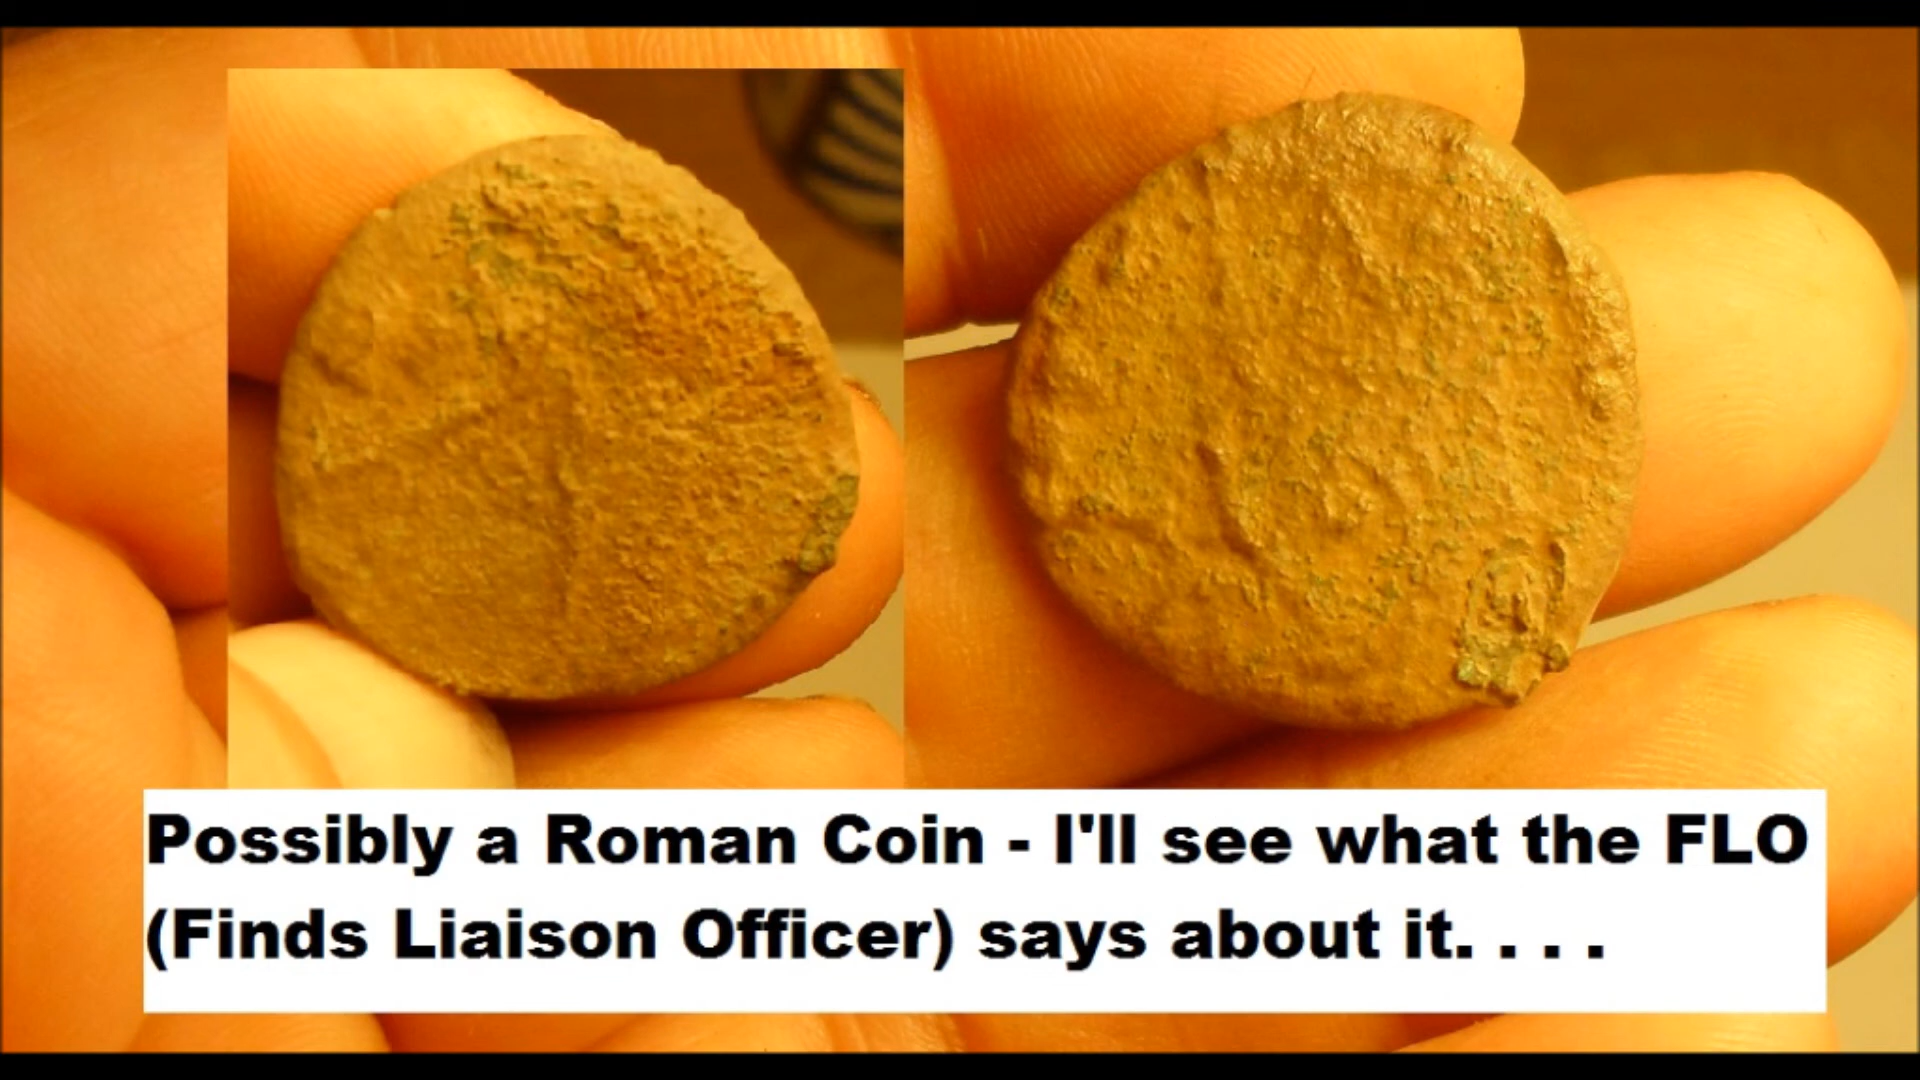 Possibly a Roman Coin - I'll see what the FLO
(Finds Liaison Officer) says about it. . . .